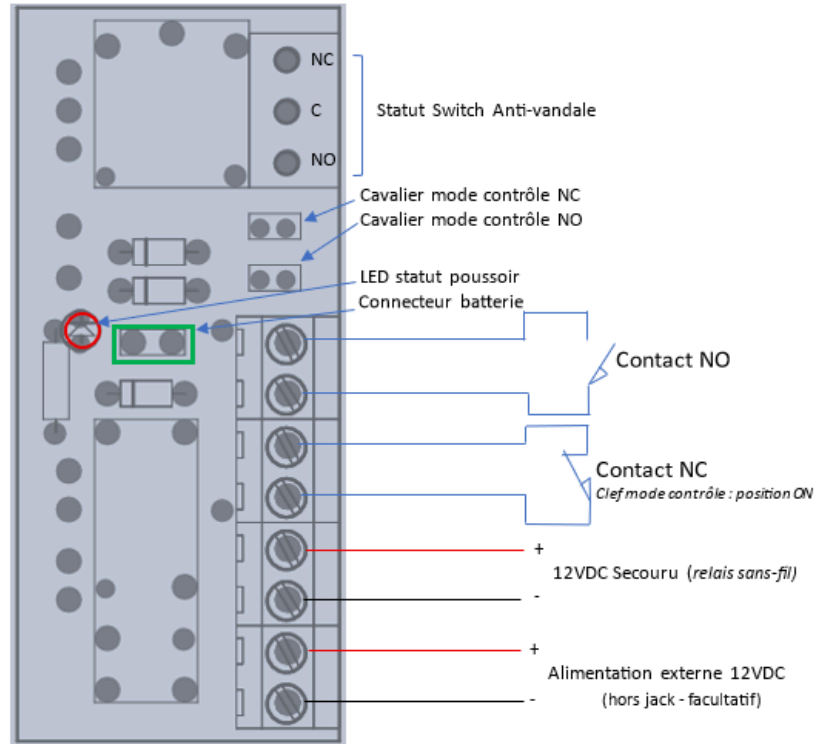 NC
C
Statut Switch Anti-vandale
NO
Cavalier mode contrôle NC
Cavalier mode contrôle NO
LED statut poussoir
Connecteur batterie
Contact NO
Contact NC
Clef mode contrôle : position ON
+
12VDC Secouru (relais sans-fil)
-
+
Alimentation externe 12VDC
(hors jack - facultatif)
-